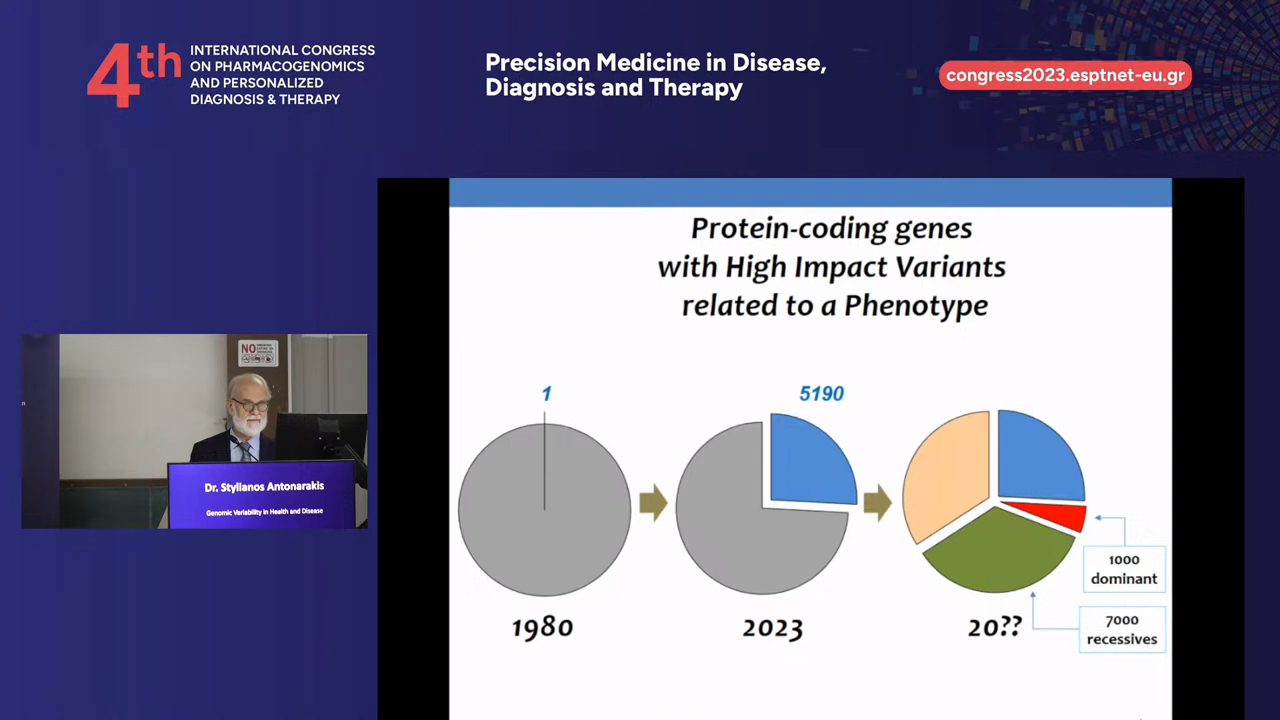 4th
INTERNATIONAL CONGRESS
ON PHARMACOGENOMICS
AND PERSONALIZED
DIAGNOSIS & THERAPY
Precision Medicine in Disease,
Diagnosis and Therapy
congress2023.esptnet-eu.gr
Protein-coding genes
with High Impact Variants
related to a Phenotype
NO
Dr. Stylianos Antonarakis
Genomic Variability in Health and Disease
1
5190
1000
dominant
7000
recessives
1980
2023
20??